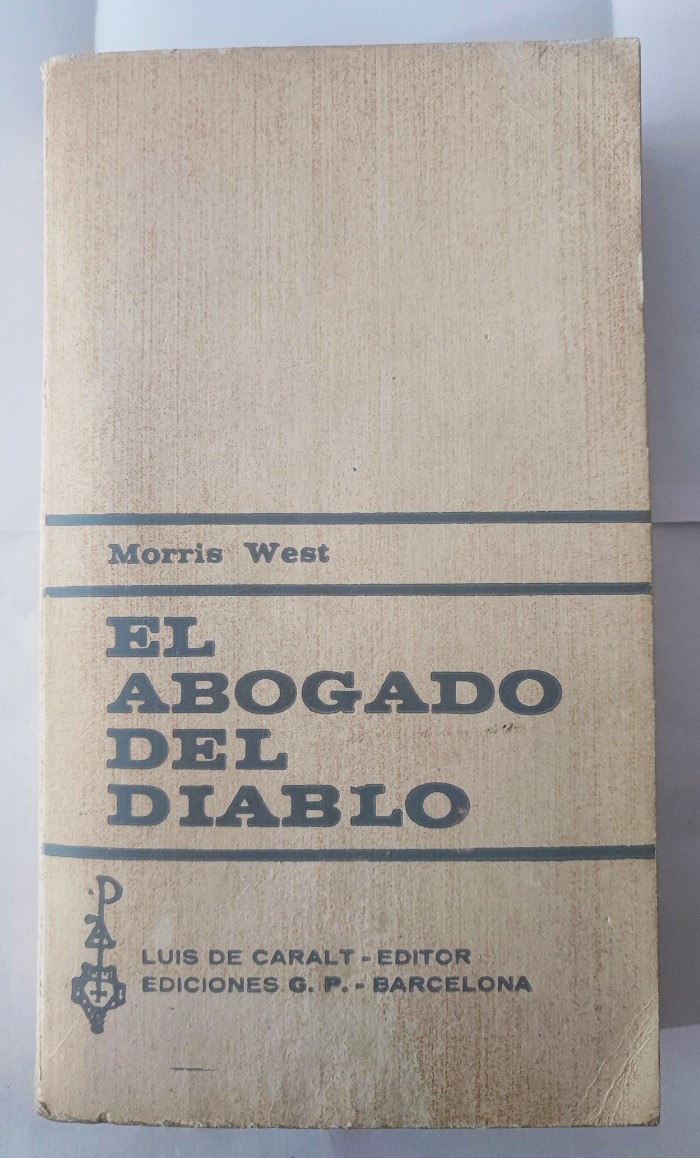 Morris West
EL
ABOGADO
DEL
DIABLO
LUIS DE CARALT - EDITOR
EDICIONES G. P. - BARCELONA